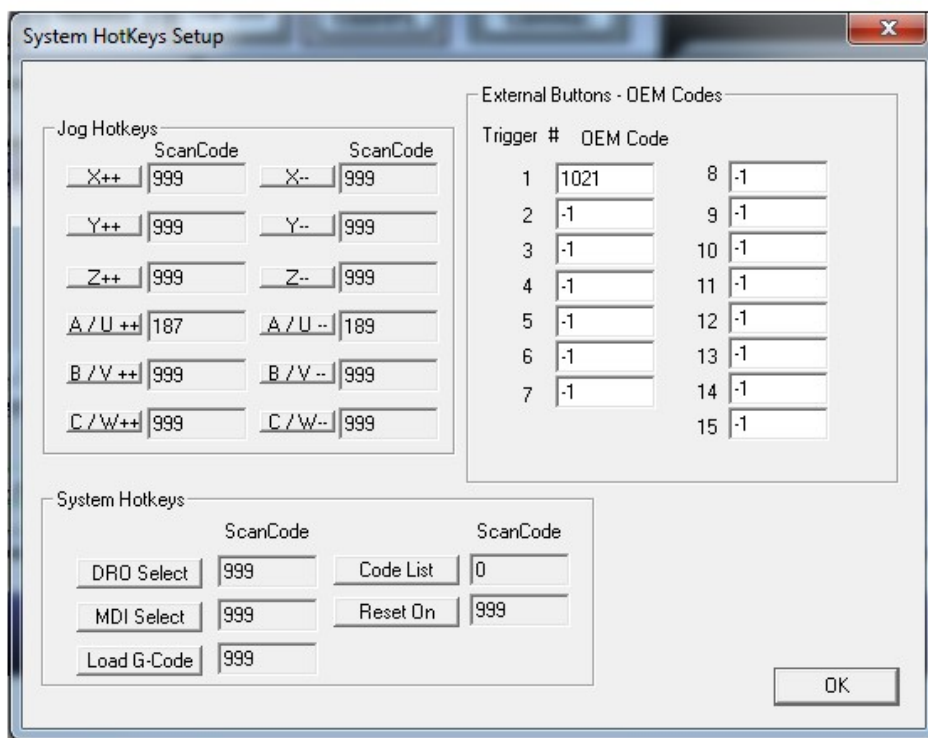 System HotKeys Setup
X
External Buttons - OEM Codes
Trigger # OEM Code
1 1021 8 -1
2 -1 9 -1
3 -1 10 -1
4 -1 11 -1
5 -1 12 -1
6 -1 13 -1
7 -1 14 -1
15 -1
Jog Hotkeys
ScanCode ScanCode
X++ 999 X-- 999
Y++ 999 Y-- 999
Z++ 999 Z-- 999
A / U ++ 187 A / U -- 189
B / V ++ 999 B / V -- 999
C / W++ 999 C / W-- 999
System Hotkeys
ScanCode ScanCode
DRO Select 999 Code List 0
MDI Select 999 Reset On 999
Load G-Code 999
OK